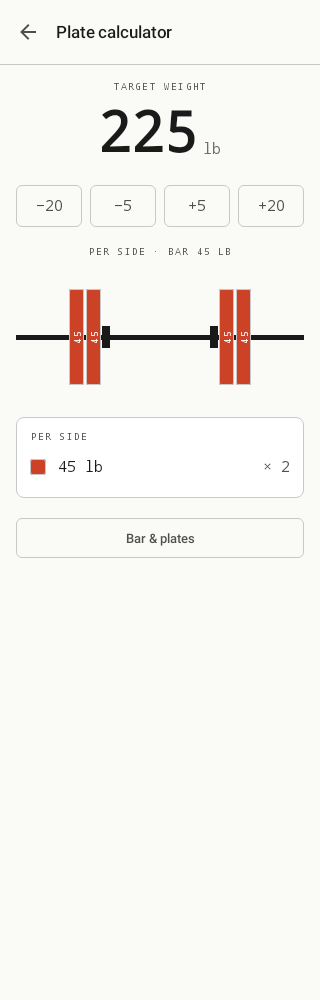 Plate calculator
TARGET WEIGHT
225 lb
−20 −5 +5 +20
PER SIDE · BAR 45 LB
45 45 45 45
PER SIDE
45 lb × 2
Bar & plates